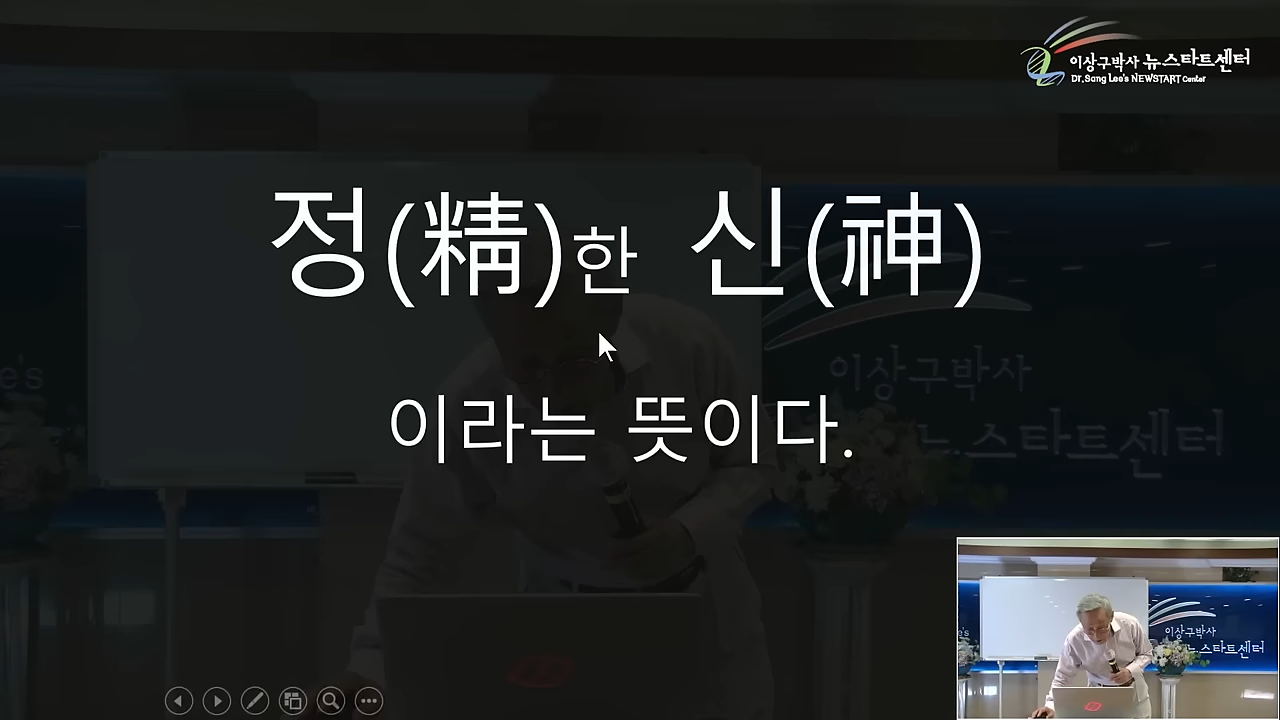 이상구박사 뉴스타트센터
Dr.Sang Lee's NEWSTART Center
정(精)한 신(神)
이라는 뜻이다.
e's
이상구박사
뉴스타트센터
e's
이상구박사
뉴스타트센터